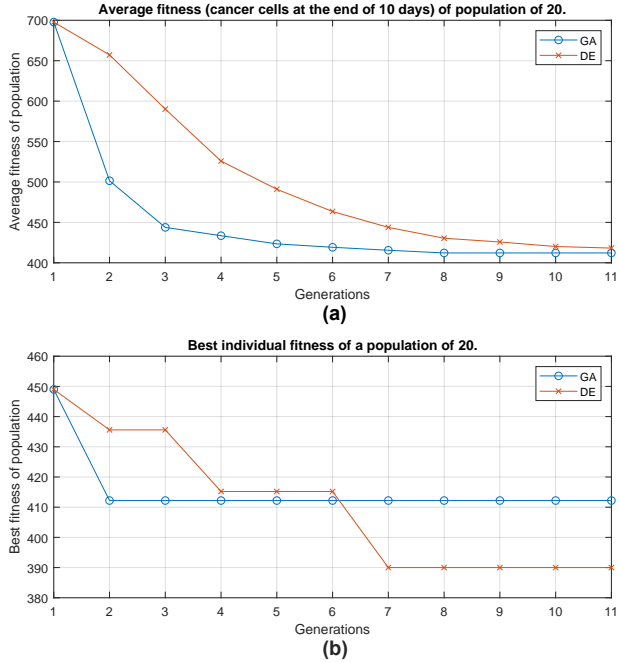 Average fitness (cancer cells at the end of 10 days) of population of 20.
700
650
600
550
500
450
400
Average fitness of population
GA
DE
1 2 3 4 5 6 7 8 9 10 11
Generations
(a)
Best individual fitness of a population of 20.
460
450
440
430
420
410
400
390
380
Best fitness of population
GA
DE
1 2 3 4 5 6 7 8 9 10 11
Generations
(b)